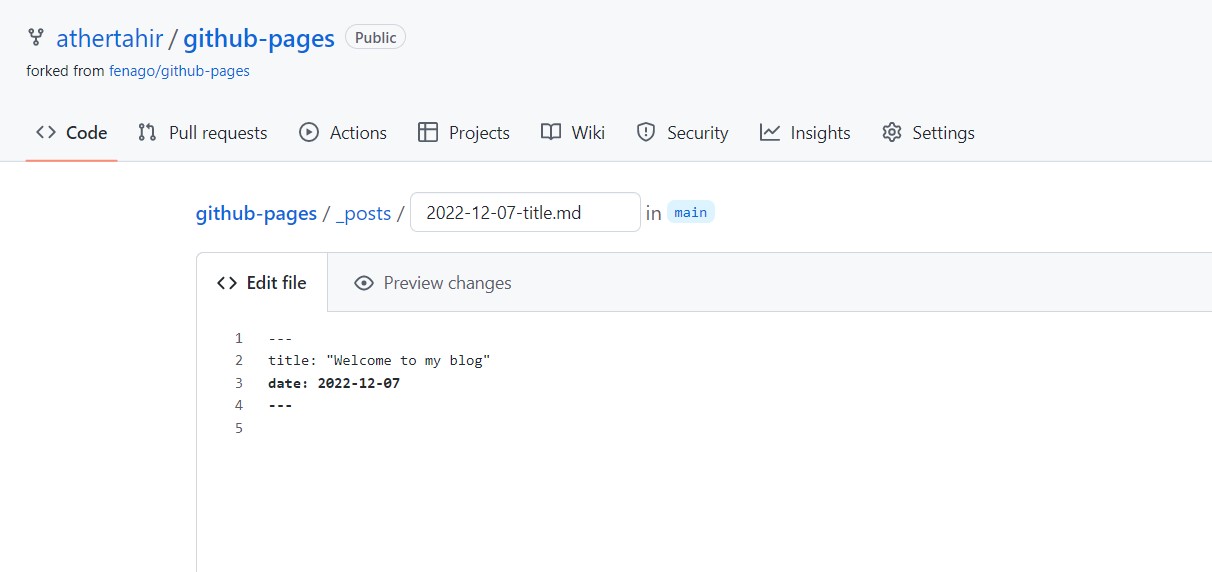 athertahir / github-pages Public
forked from fenago/github-pages
Code Pull requests Actions Projects Wiki Security Insights Settings
github-pages / _posts / 2022-12-07-title.md in main
Edit file Preview changes
1 ---
2 title: "Welcome to my blog"
3 date: 2022-12-07
4 ---
5